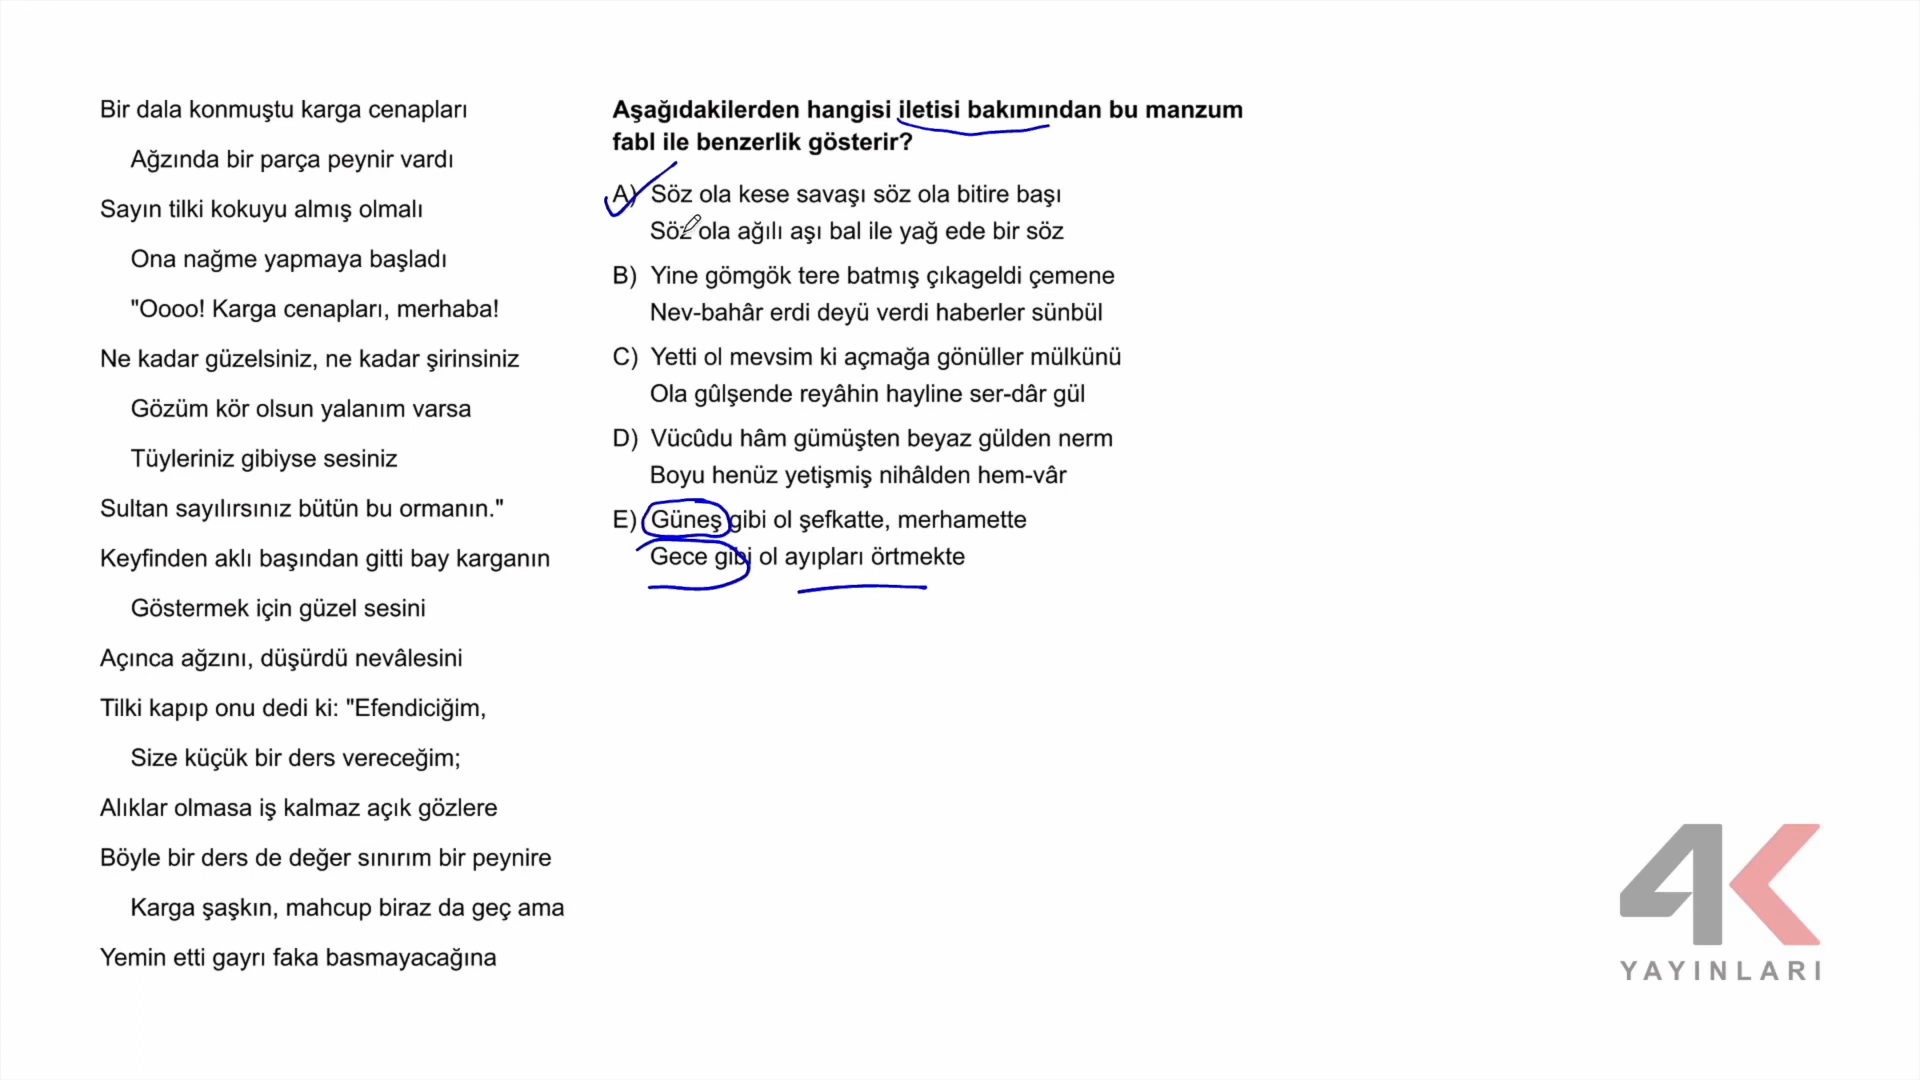 Bir dala konmuştu karga cenapları
Ağzında bir parça peynir vardı
Sayın tilki kokuyu almış olmalı
Ona nağme yapmaya başladı
"Oooo! Karga cenapları, merhaba!
Ne kadar güzelsiniz, ne kadar şirinsiniz
Gözüm kör olsun yalanım varsa
Tüyleriniz gibiyse sesiniz
Sultan sayılırsınız bütün bu ormanın."
Keyfinden aklı başından gitti bay karganın
Göstermek için güzel sesini
Açınca ağzını, düşürdü nevâlesini
Tilki kapıp onu dedi ki: "Efendiciğim,
Size küçük bir ders vereceğim;
Alıklar olmasa iş kalmaz açık gözlere
Böyle bir ders de değer sınırım bir peynire
Karga şaşkın, mahcup biraz da geç ama
Yemin etti gayrı faka basmayacağına
Aşağıdakilerden hangisi iletisi bakımından bu manzum
fabl ile benzerlik gösterir?
A) Söz ola kese savaşı söz ola bitire başı
Söz ola ağılı aşı bal ile yağ ede bir söz
B) Yine gömgök tere batmış çıkageldi çemene
Nev-bahâr erdi deyü verdi haberler sünbül
C) Yetti ol mevsim ki açmağa gönüller mülkünü
Ola gûlşende reyâhin hayline ser-dâr gül
D) Vücûdu hâm gümüşten beyaz gülden nerm
Boyu henüz yetişmiş nihâlden hem-vâr
E) Güneş gibi ol şefkatte, merhamette
Gece gibi ol ayıpları örtmekte
4K
YAYINLARI